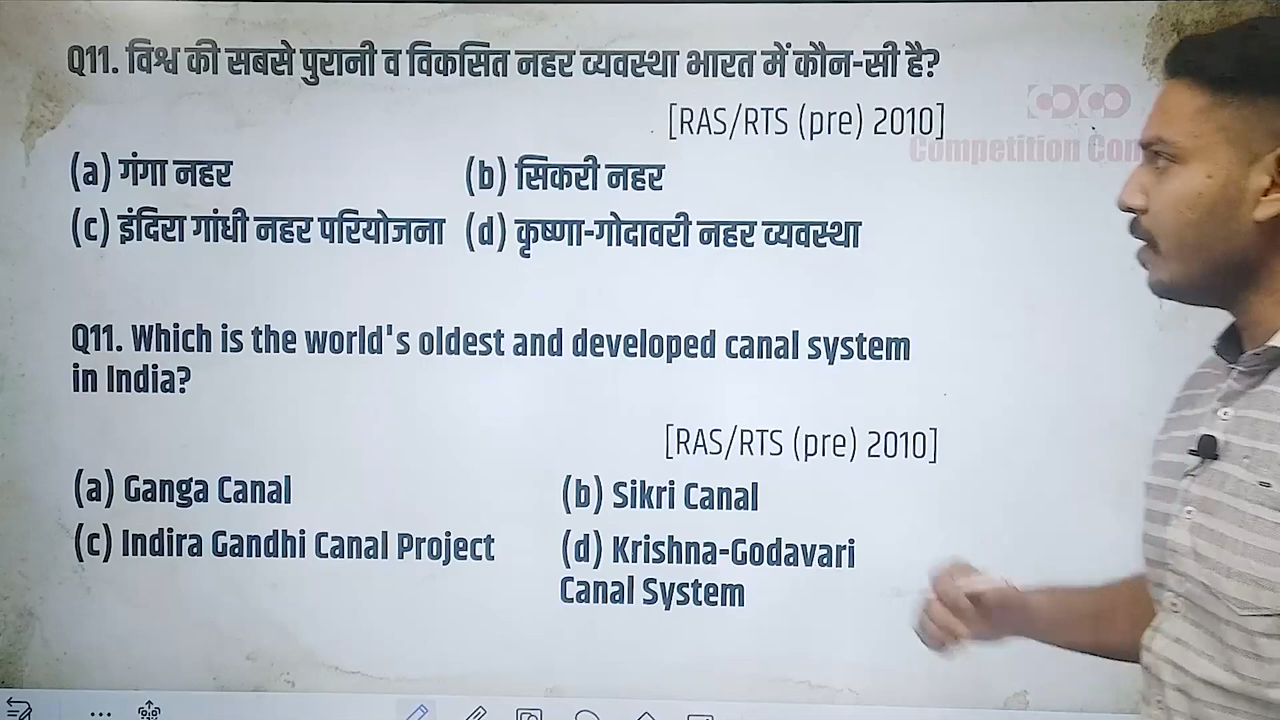 Q11. विश्व की सबसे पुरानी व विकसित नहर व्यवस्था भारत में कौन-सी है?
[RAS/RTS (pre) 2010]
Competition
(a) गंगा नहर (b) सिकरी नहर
(c) इंदिरा गांधी नहर परियोजना (d) कृष्णा-गोदावरी नहर व्यवस्था
Q11. Which is the world's oldest and developed canal system
in India?
[RAS/RTS (pre) 2010]
(a) Ganga Canal (b) Sikri Canal
(c) Indira Gandhi Canal Project (d) Krishna-Godavari
Canal System